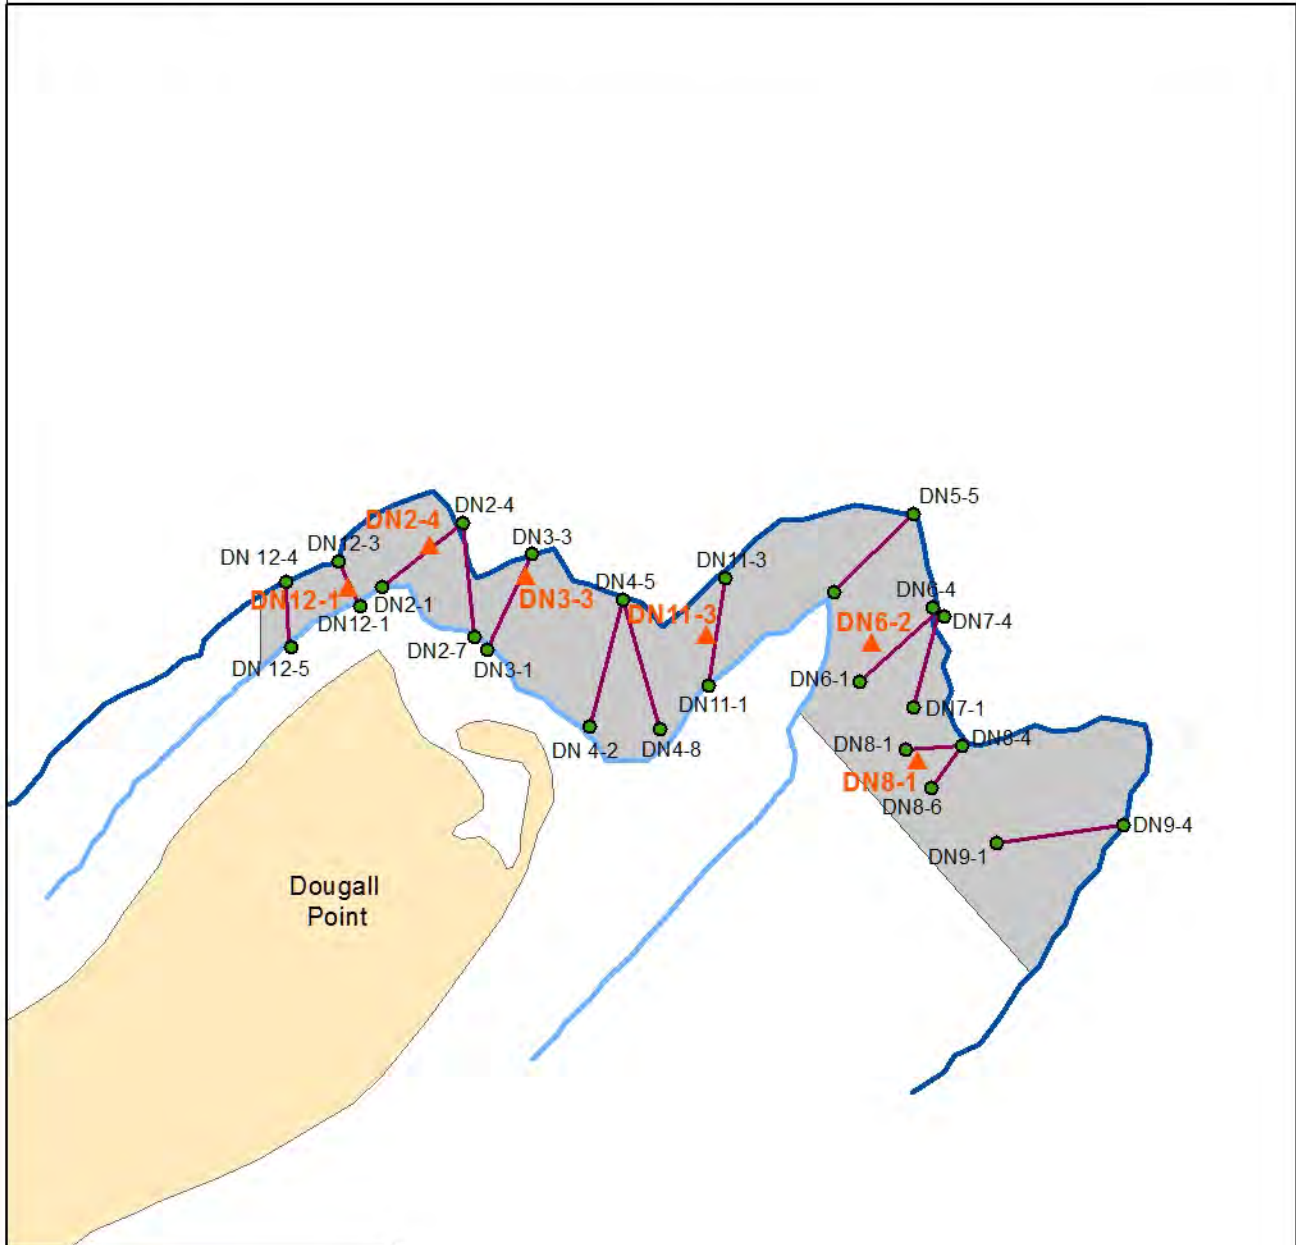 DN5-5
DN2-4
DN2-4
DN3-3
DN12-3
DN 12-4
DN11-3
DN4-5
DN12-1
DN3-3
DN2-1
DN11-3
DN6-4
DN6-2
DN7-4
DN12-1
DN2-7
DN3-1
DN 12-5
DN6-1
DN11-1
DN7-1
DN8-4
DN8-1
DN 4-2
DN4-8
DN8-1
DN8-6
DN9-4
DN9-1
Dougall
Point